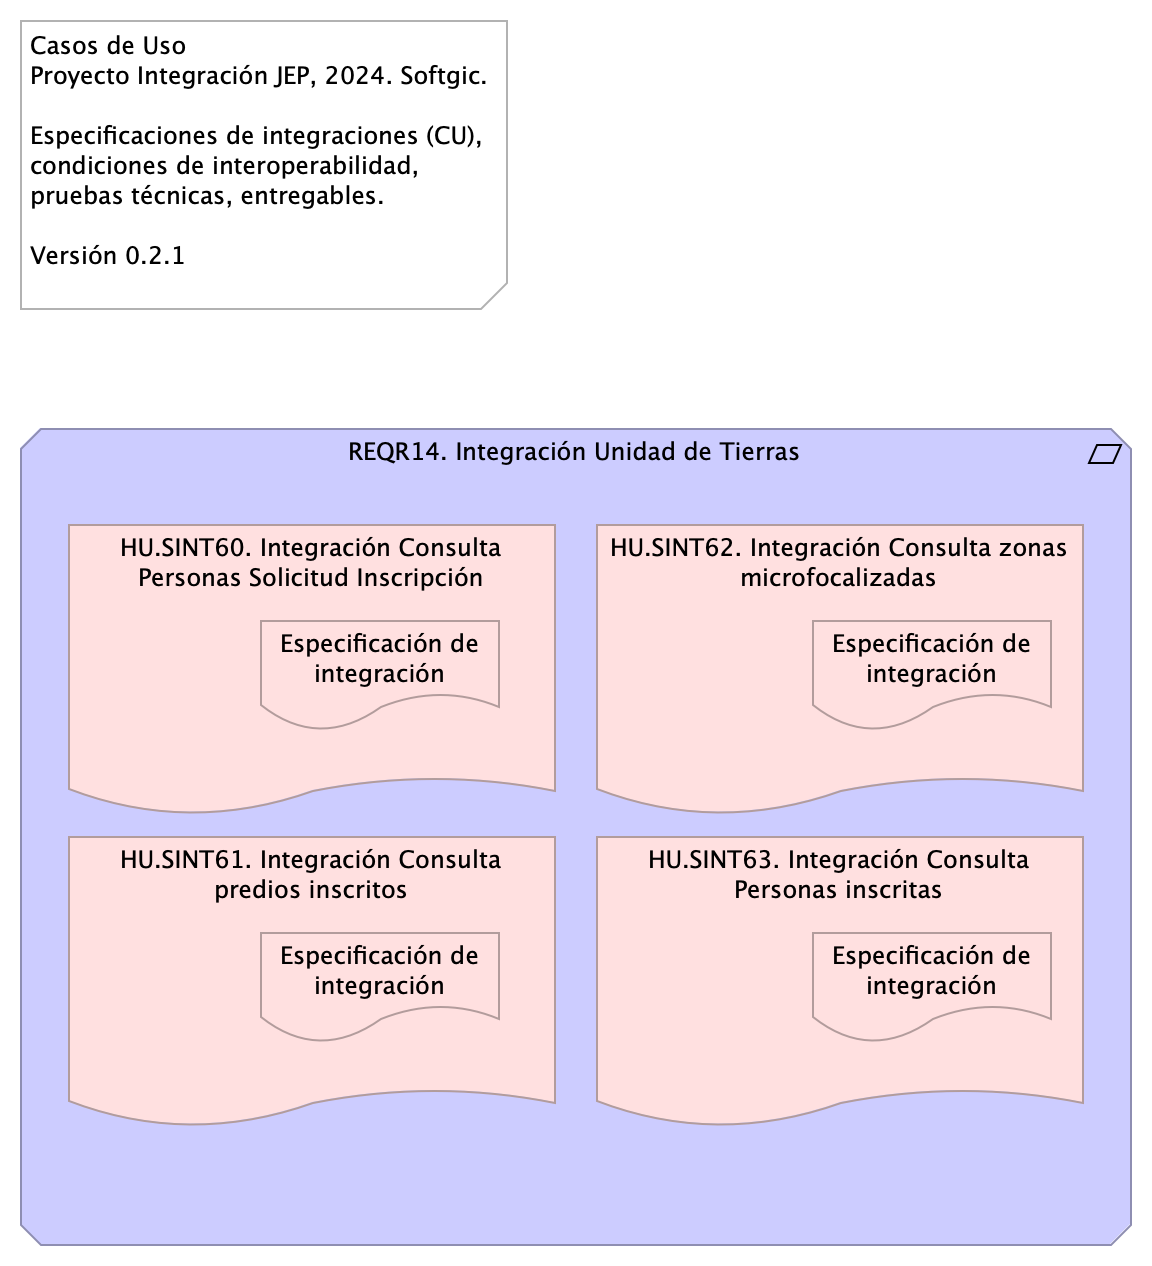 Casos de Uso
Proyecto Integración JEP, 2024. Softgic.
Especificaciones de integraciones (CU),
condiciones de interoperabilidad,
pruebas técnicas, entregables.
Versión 0.2.1
REQR14. Integración Unidad de Tierras
HU.SINT60. Integración Consulta
Personas Solicitud Inscripción
Especificación de
integración
HU.SINT62. Integración Consulta zonas
microfocalizadas
Especificación de
integración
HU.SINT61. Integración Consulta
predios inscritos
Especificación de
integración
HU.SINT63. Integración Consulta
Personas inscritas
Especificación de
integración